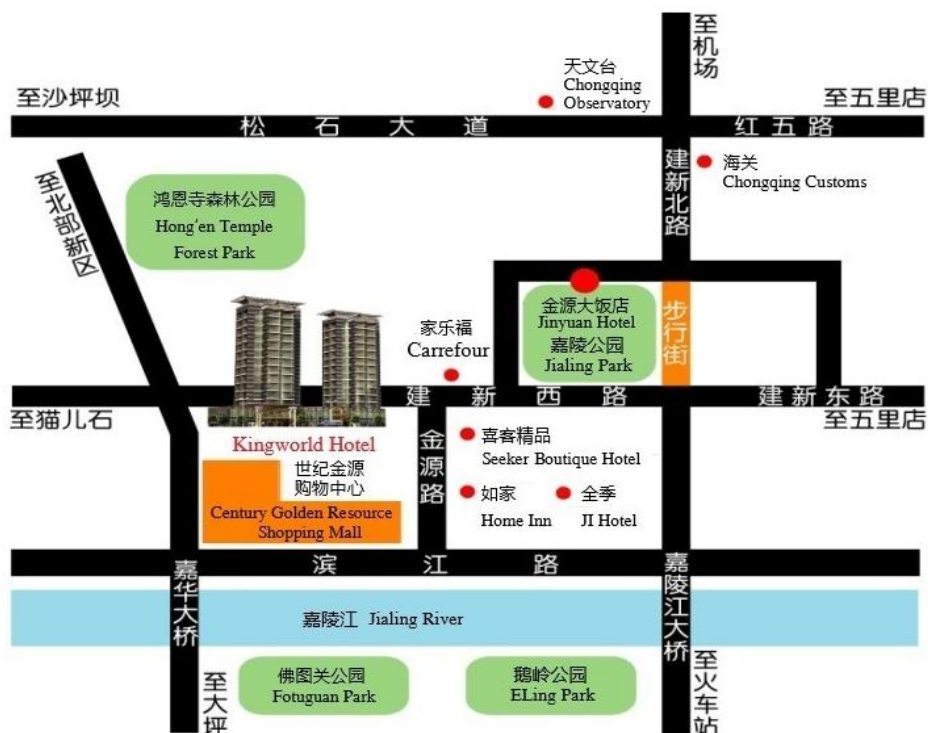 至机场
天文台
Chongqing
Observatory
至沙坪坝
至五里店
松石大道
红五路
建新北路
海关
Chongqing Customs
至北部新区
鸿恩寺森林公园
Hong'en Temple
Forest Park
金源大饭店
Jinyuan Hotel
嘉陵公园
Jialing Park
步行街
家乐福
Carrefour
建新西路
建新东路
至猫儿石
至五里店
Kingworld Hotel
世纪金源
购物中心
Century Golden Resource
Shopping Mall
金源路
喜客精品
Seeker Boutique Hotel
如家
Home Inn
全季
JI Hotel
滨江路
嘉华大桥
嘉陵江大桥
嘉陵江 Jialing River
佛图关公园
Fotuguan Park
鹅岭公园
ELing Park
至大坪
至火车站